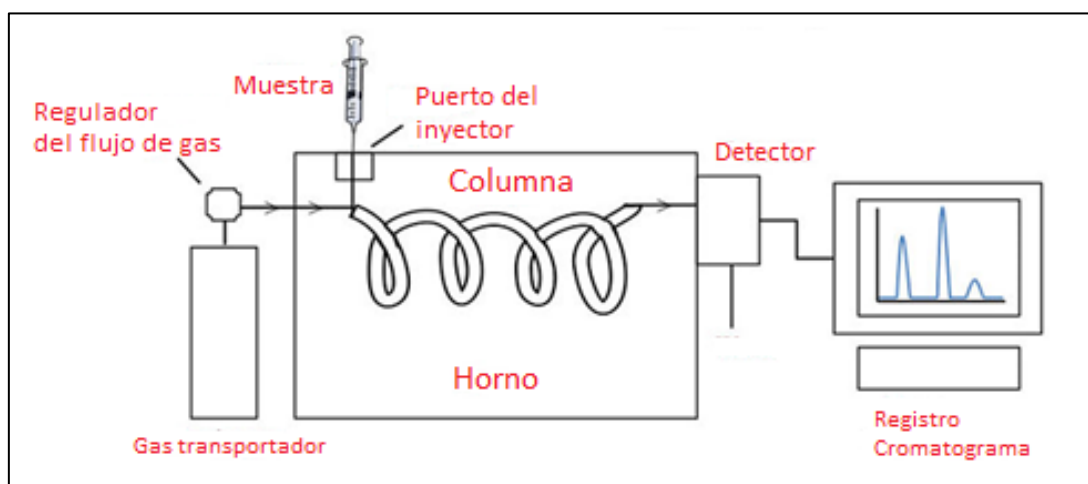 Muestra
Puerto del
inyector
Regulador
del flujo de gas
Detector
Columna
Horno
Gas transportador
Registro
Cromatograma